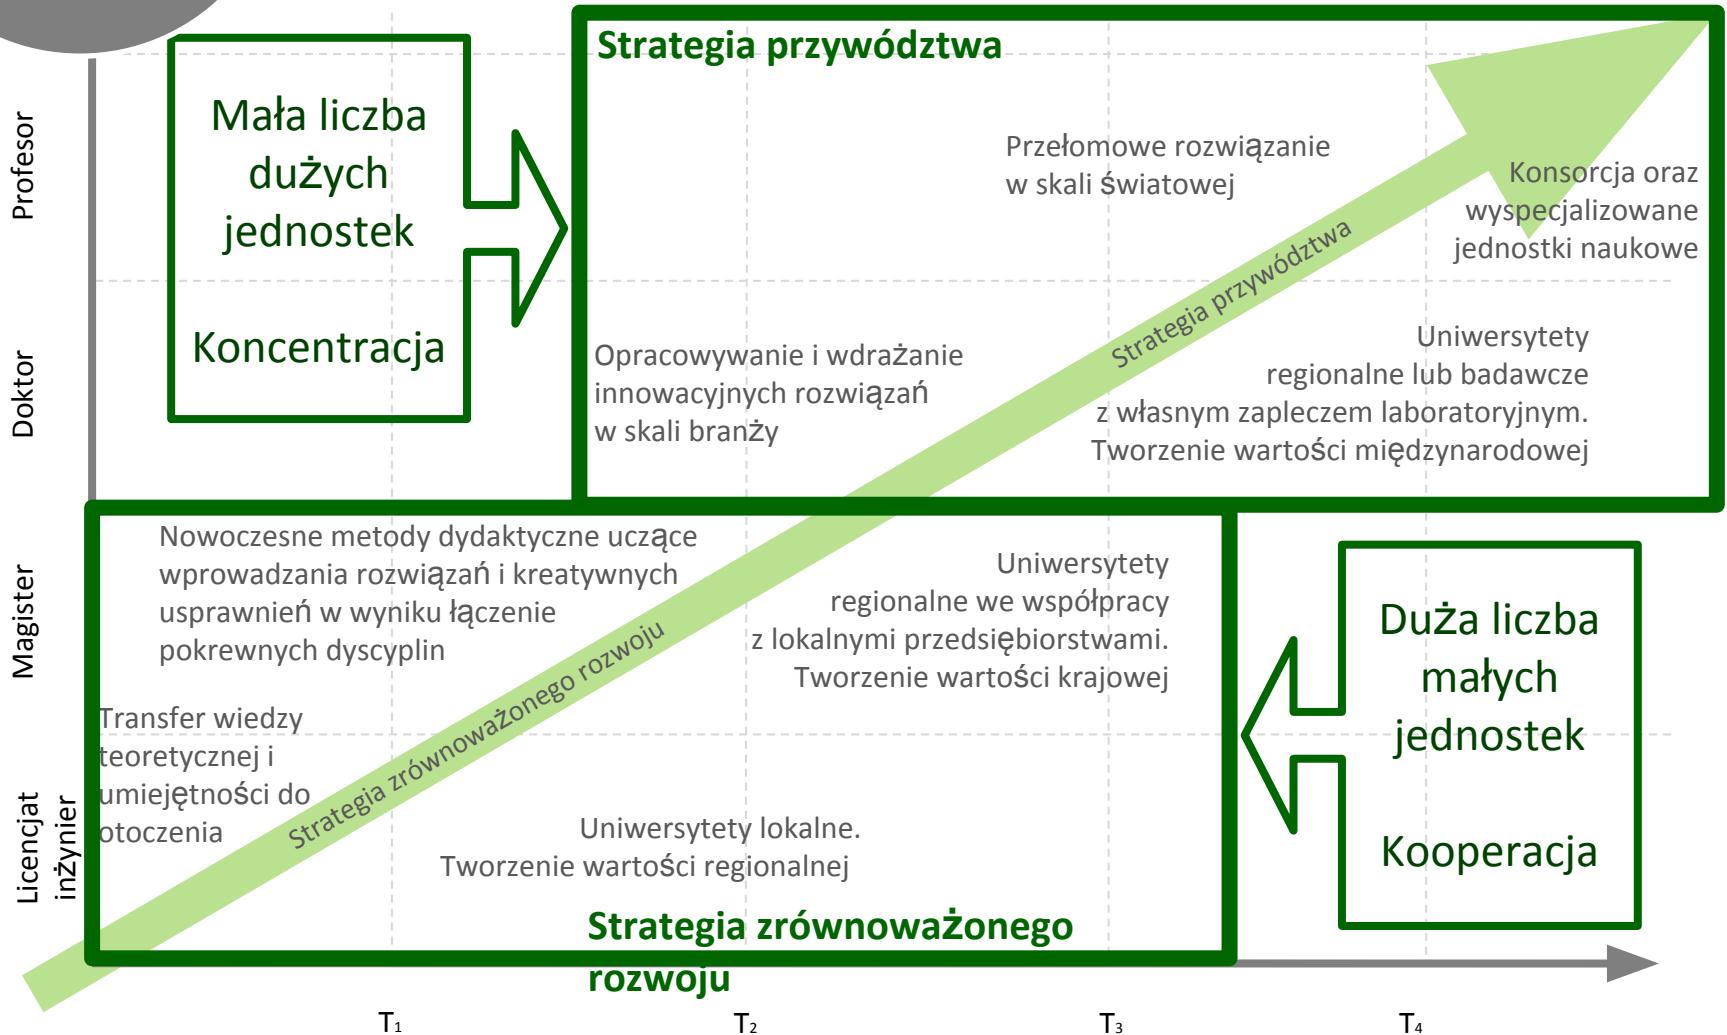 Strategia przywództwa
Profesor
Mała liczba
dużych
jednostek
Koncentracja
Przełomowe rozwiązanie
w skali światowej
Konsorcja oraz
wyspecjalizowane
jednostki naukowe
Strategia przywództwa
Doktor
Opracowywanie i wdrażanie
innowacyjnych rozwiązań
w skali branży
Uniwersytety
regionalne lub badawcze
z własnym zapleczem laboratoryjnym.
Tworzenie wartości międzynarodowej
Magister
Nowoczesne metody dydaktyczne uczące
wprowadzania rozwiązań i kreatywnych
usprawnień w wyniku łączenie
pokrewnych dyscyplin
Uniwersytety
regionalne we współpracy
z lokalnymi przedsiębiorstwami.
Tworzenie wartości krajowej
Duża liczba
małych
jednostek
Kooperacja
Strategia zrównoważonego rozwoju
Licencjat
inżynier
Transfer wiedzy
teoretycznej i
umiejętności do
otoczenia
Uniwersytety lokalne.
Tworzenie wartości regionalnej
Strategia zrównoważonego
rozwoju
T₁
T₂
T₃
T₄